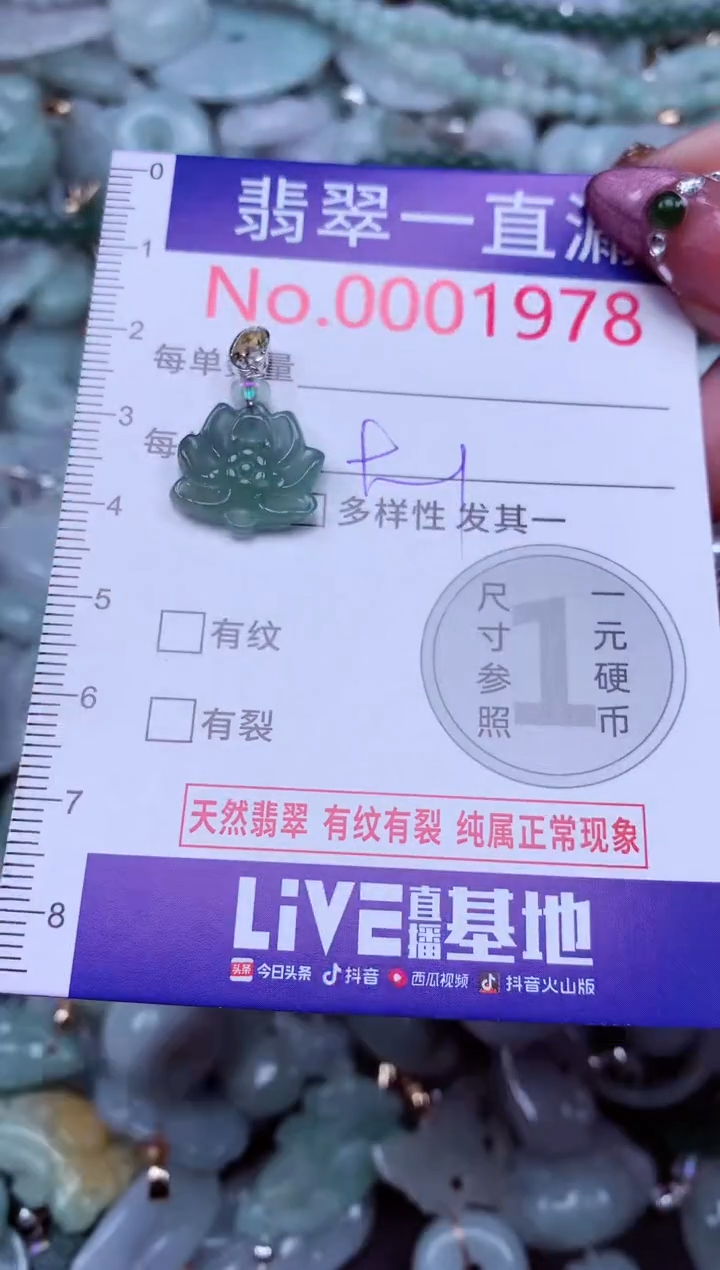 0
翡翠一直漏
1
No.0001978
2
每单 量
3
每
4
多样性 发其一
5
有纹
尺寸参照
1
一元硬币
6
有裂
7
天然翡翠 有纹有裂 纯属正常现象
8
LiVE直播基地
头条 今日头条 抖音 西瓜视频 抖音火山版